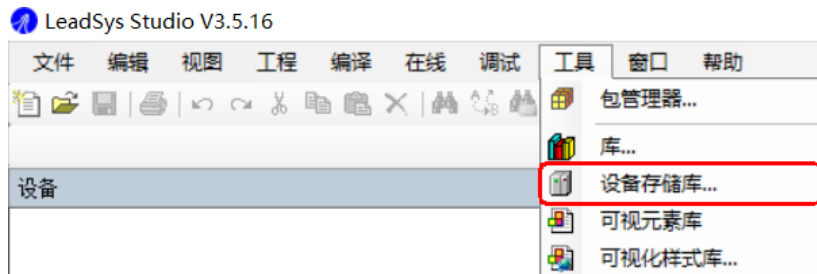 LeadSys Studio V3.5.16
文件 编辑 视图 工程 编译 在线 调试 工具 窗口 帮助
包管理器...
库...
设备
设备存储库...
可视元素库
可视化样式库...